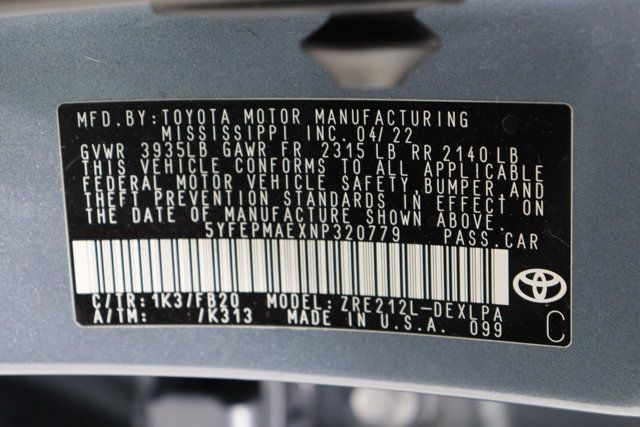 MFD.BY:TOYOTA MOTOR MANUFACTURING
MISSISSIPPI INC.04/22
GVWR 3935LB GAWR FR 2315 LB RR 2140 LB
THIS VEHICLE CONFORMS TO ALL APPLICABLE
FEDERAL MOTOR VEHICLE SAFETY,BUMPER,AND
THEFT PREVENTION STANDARDS IN EFFECT ON
THE DATE OF MANUFACTURE SHOWN ABOVE.
5YFEPMAEXNP320779 PASS.CAR
C/TR:1K3/FB20 MODEL:ZRE212L-DEXLPA
A/TM: /K313 MADE IN U.S.A. 099
C